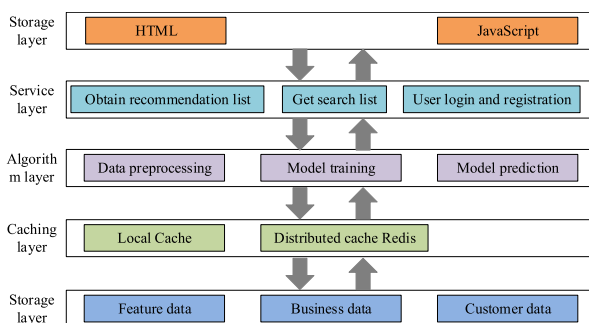 Storage
layer
HTML
JavaScript
Service
layer
Obtain recommendation list
Get search list
User login and registration
Algorith
m layer
Data preprocessing
Model training
Model prediction
Caching
layer
Local Cache
Distributed cache Redis
Storage
layer
Feature data
Business data
Customer data